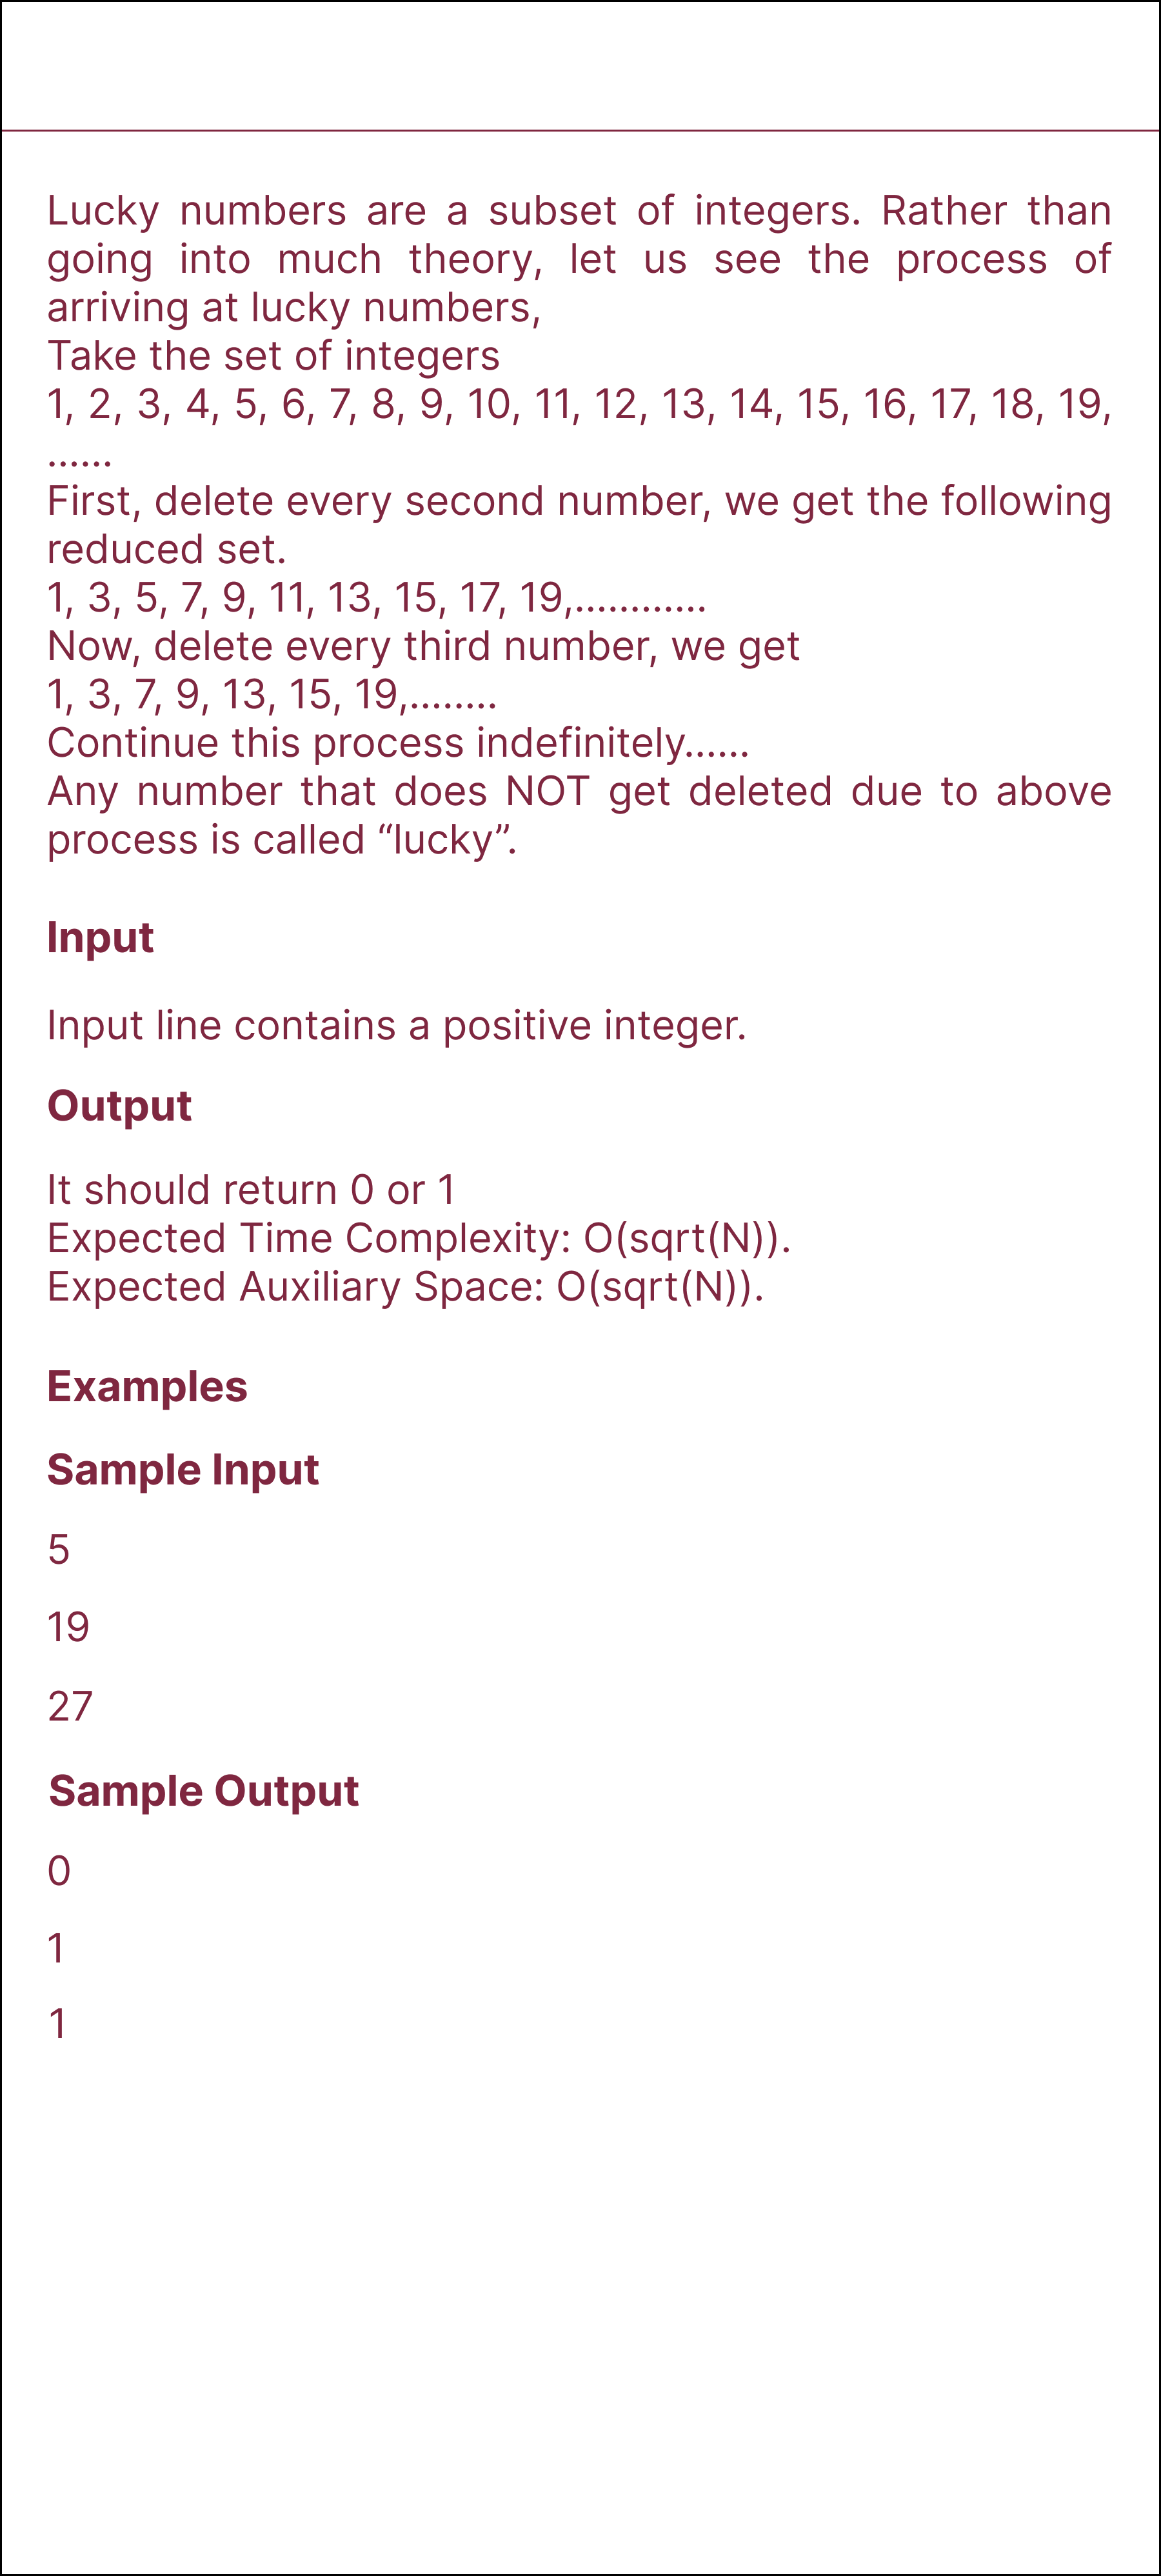 Lucky numbers are a subset of integers. Rather than
going into much theory, let us see the process of
arriving at lucky numbers,
Take the set of integers
1, 2, 3, 4, 5, 6, 7, 8, 9, 10, 11, 12, 13, 14, 15, 16, 17, 18, 19,
......
First, delete every second number, we get the following
reduced set.
1, 3, 5, 7, 9, 11, 13, 15, 17, 19,............
Now, delete every third number, we get
1, 3, 7, 9, 13, 15, 19,........
Continue this process indefinitely......
Any number that does NOT get deleted due to above
process is called “lucky”.
Input
Input line contains a positive integer.
Output
It should return 0 or 1
Expected Time Complexity: O(sqrt(N)).
Expected Auxiliary Space: O(sqrt(N)).
Examples
Sample Input
5
19
27
Sample Output
0
1
1